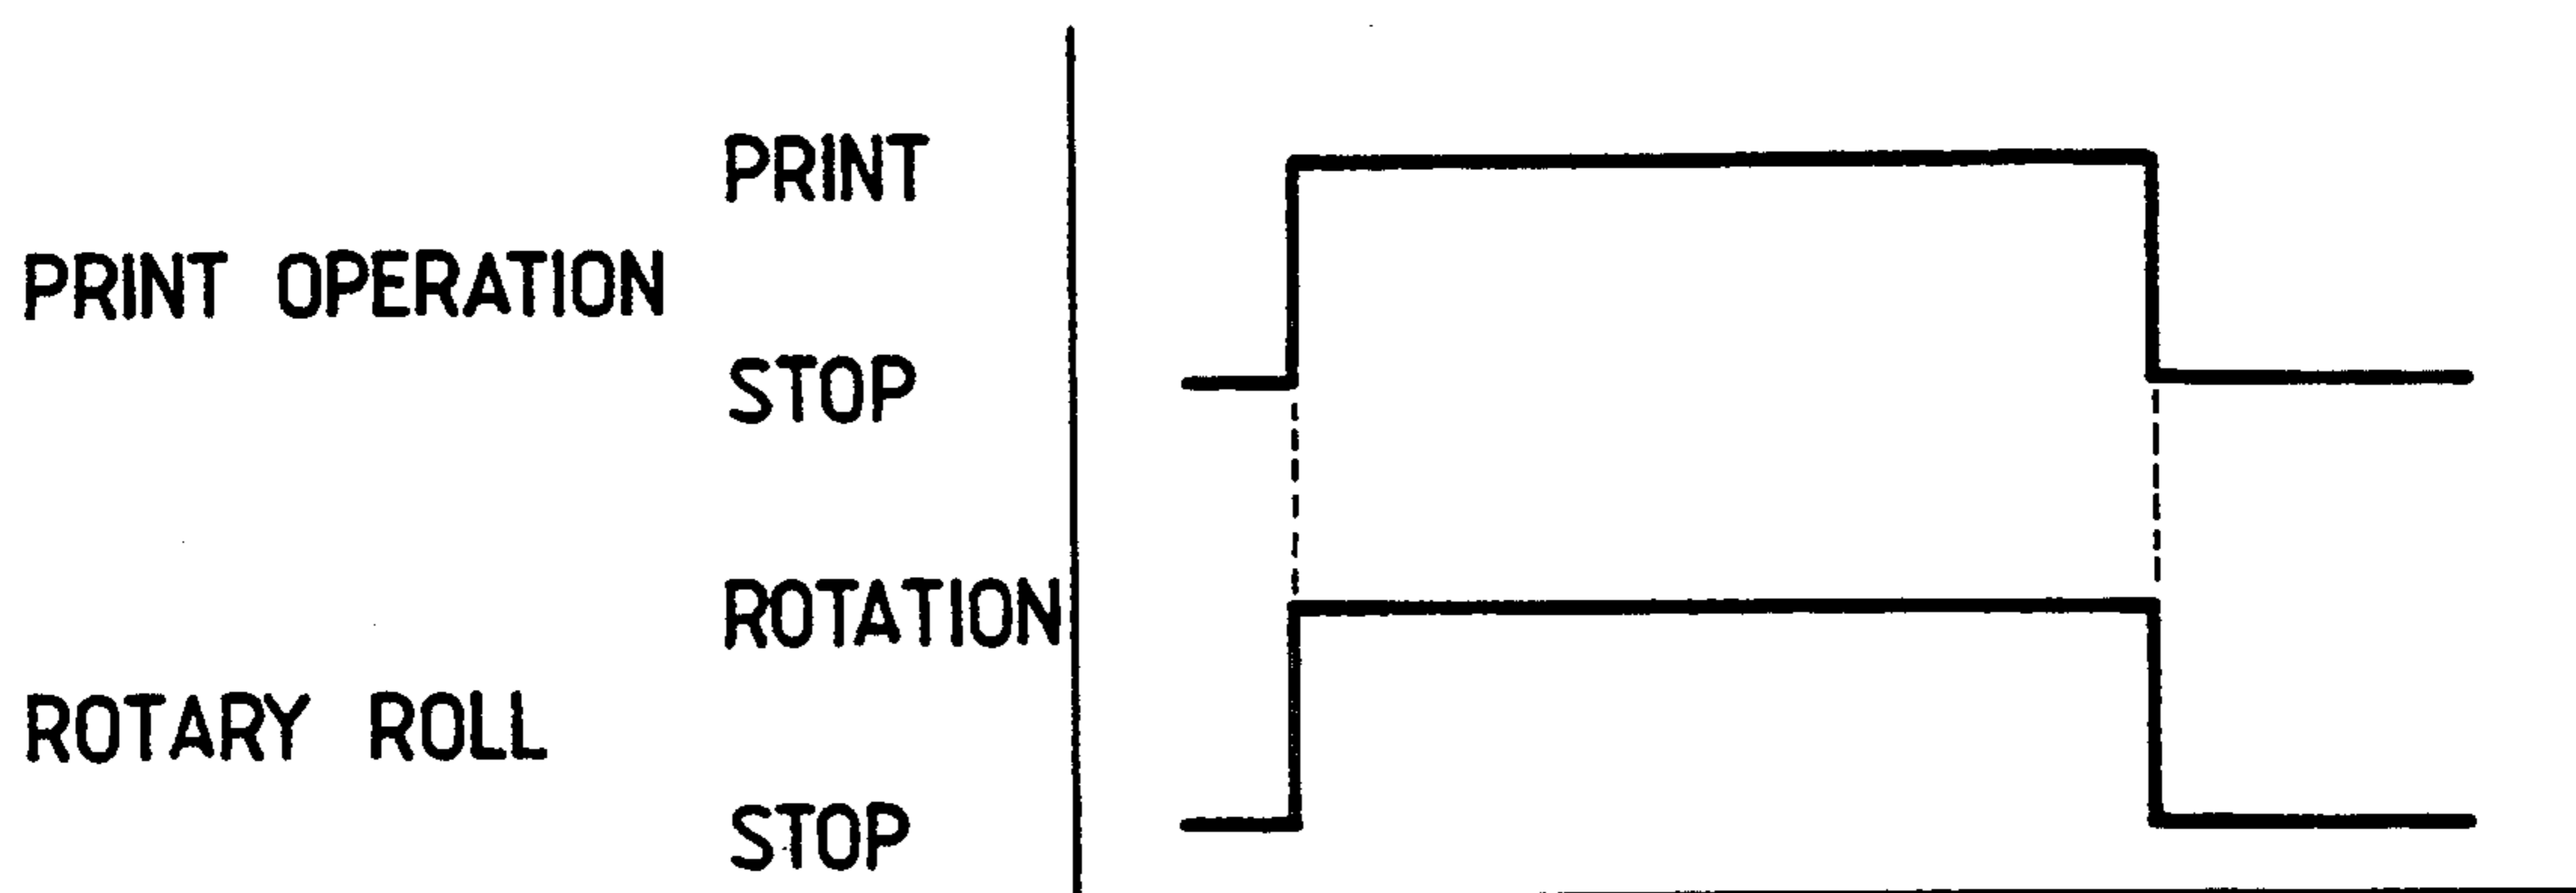 PRINT
PRINT OPERATION
STOP
ROTATION
ROTARY ROLL
STOP